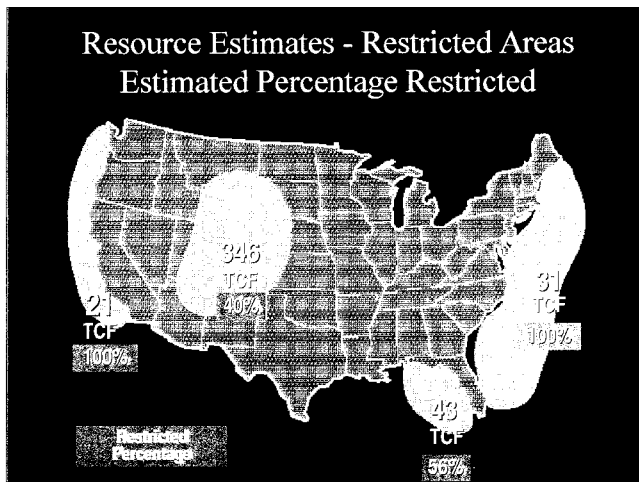 Resource Estimates - Restricted Areas
Estimated Percentage Restricted
346
TCF
40%
21
TCF
100%
31
TCF
100%
43
TCF
56%
Restricted
Percentage